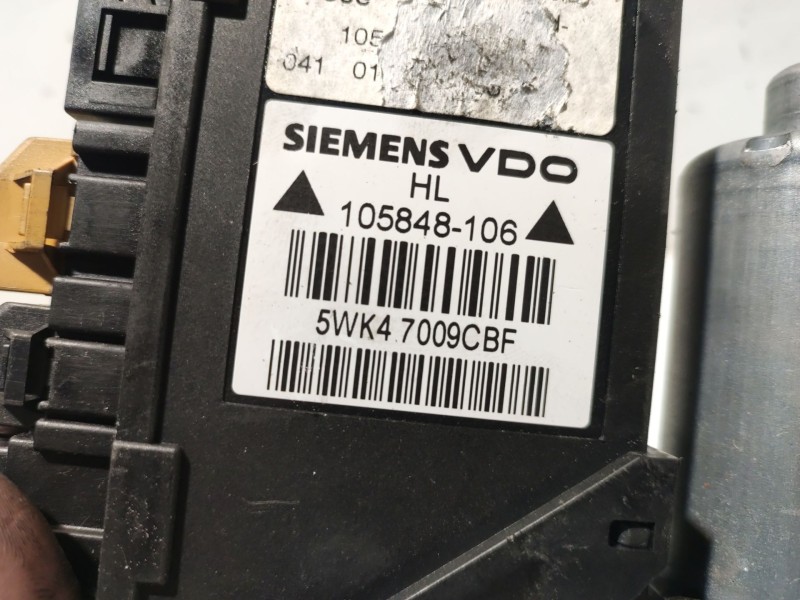 105
041 01
SIEMENS VDO
HL
105848-106
5WK4 7009CBF